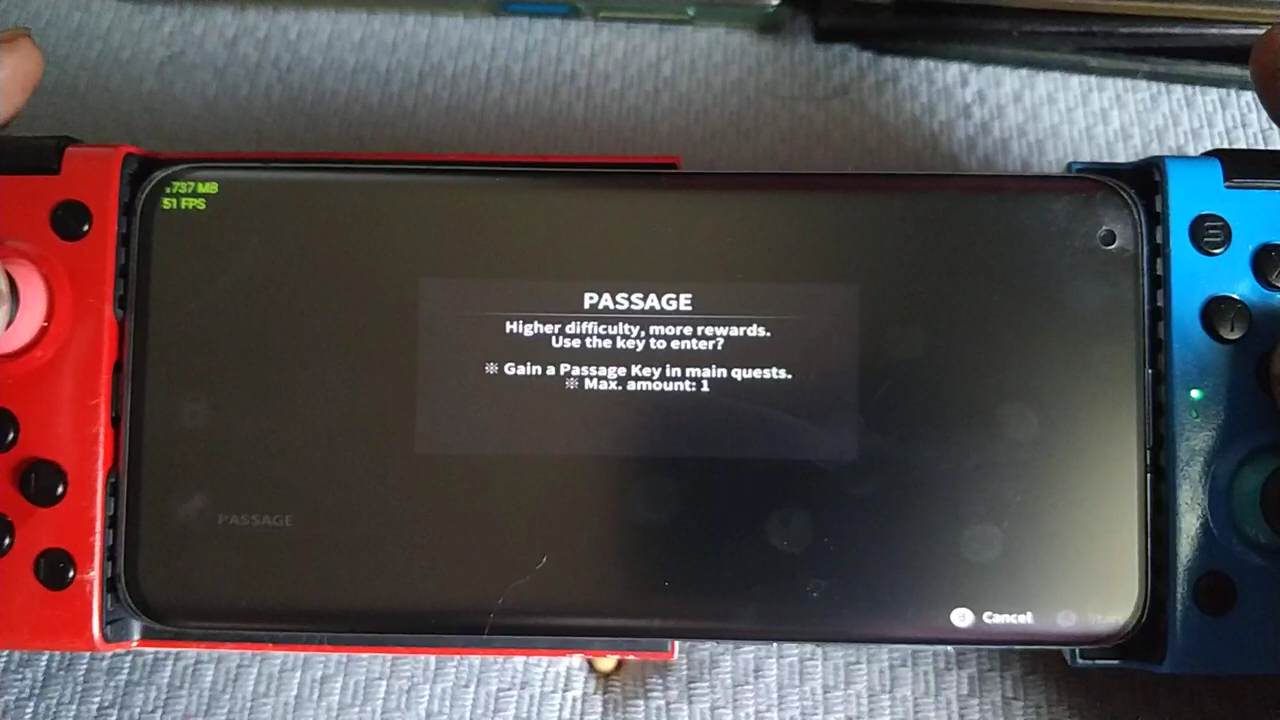 737 MB
51 FPS
PASSAGE
Higher difficulty, more rewards.
Use the key to enter?
※ Gain a Passage Key in main quests.
※ Max. amount: 1
PASSAGE
B Cancel